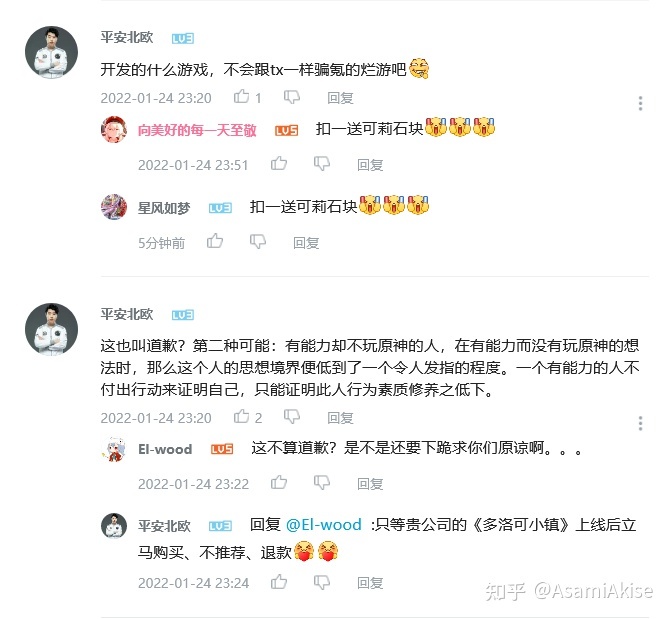 平安北欧 LV3
开发的什么游戏，不会跟tx一样骗氪的烂游吧
2022-01-24 23:20 1 回复
向美好的每一天至敬 LV5 扣一送可莉石块
2022-01-24 23:51 回复
星风如梦 LV3 扣一送可莉石块
5分钟前 回复
平安北欧 LV3
这也叫道歉？第二种可能：有能力却不玩原神的人，在有能力而没有玩原神的想
法时，那么这个人的思想境界便低到了一个令人发指的程度。一个有能力的人不
付出行动来证明自己，只能证明此人行为素质修养之低下。
2022-01-24 23:20 2 回复
El-wood LV5 这不算道歉？是不是还要下跪求你们原谅啊。。。
2022-01-24 23:22 回复
平安北欧 LV3 回复 @El-wood :只等贵公司的《多洛可小镇》上线后立
马购买、不推荐、退款
2022-01-24 23:24 回复
知乎 @AsamiAkise